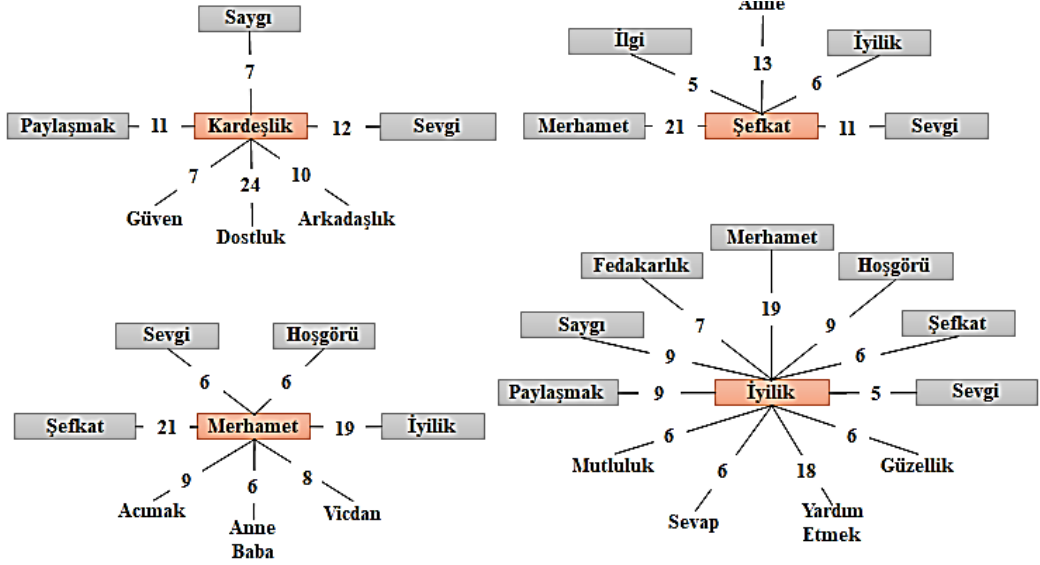 Saygı
7
Paylaşmak 11 Kardeşlik 12 Sevgi
7 24 10
Güven Dostluk Arkadaşlık
Anne
İlgi İyilik
5 13 6
Merhamet 21 Şefkat 11 Sevgi
Sevgi Hoşgörü
6 6
Şefkat 21 Merhamet 19 İyilik
9 6 8
Acımak Anne Vicdan
Baba
Merhamet
Fedakarlık Hoşgörü
Saygı 7 19 9 Şefkat
9 6
Paylaşmak 9 İyilik 5 Sevgi
6 6
Mutluluk Güzellik
6 18
Sevap Yardım
Etmek